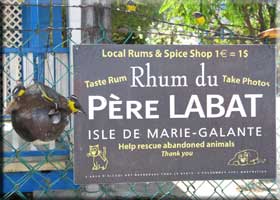 Local Rums & Spice Shop 1€ = 1$
Taste Rum Rhum du Take Photos
PÈRE LABAT
ISLE DE MARIE-GALANTE
Help rescue abandoned animals
Thank you